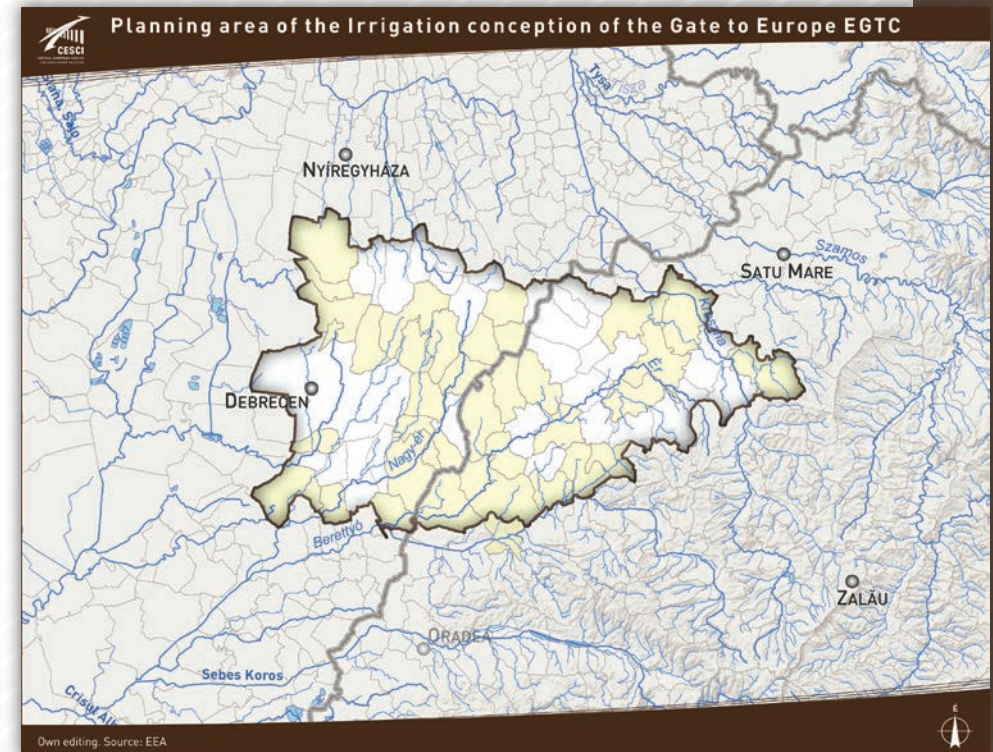 Planning area of the Irrigation conception of the Gate to Europe EGTC
CESCI
Tysa
Tisza
NYÍREGYHÁZA
Szamos
SATU MARE
Kraszna
Ér
DEBRECEN
Nagy-ér
Berettyó
ZALĂU
ORADEA
Sebes Koros
Crisul Alb
Own editing. Source: EEA
É